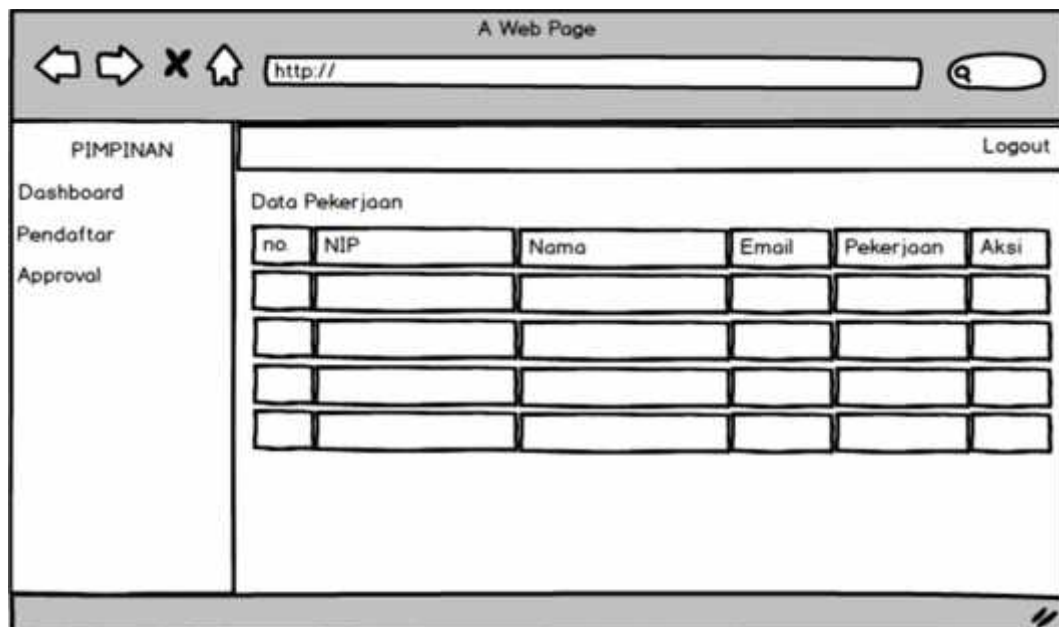 A Web Page
http://
PIMPINAN
Logout
Dashboard
Pendaftar
Approval
Data Pekerjaan
no. NIP Nama Email Pekerjaan Aksi